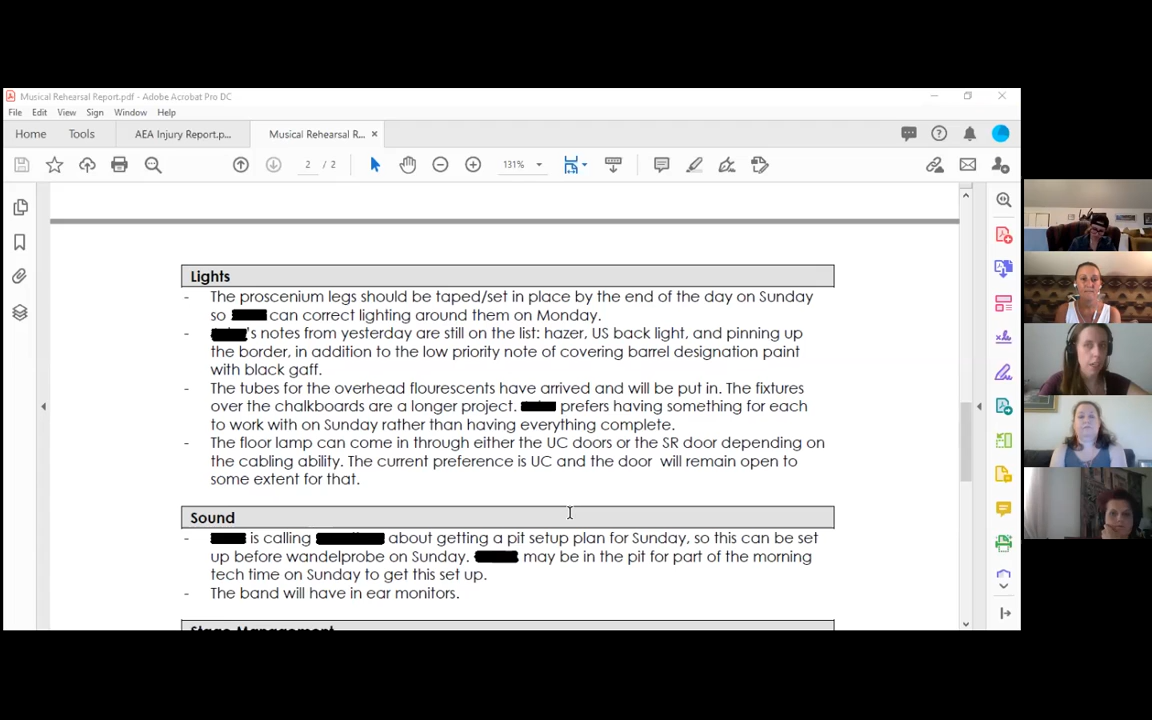 Musical Rehearsal Report.pdf - Adobe Acrobat Pro DC
File Edit View Sign Window Help
Home Tools AEA Injury Report.p... Musical Rehearsal R... ×
2 / 2 131%
Lights
- The proscenium legs should be taped/set in place by the end of the day on Sunday
so can correct lighting around them on Monday.
- 's notes from yesterday are still on the list: hazer, US back light, and pinning up
the border, in addition to the low priority note of covering barrel designation paint
with black gaff.
- The tubes for the overhead flourescents have arrived and will be put in. The fixtures
over the chalkboards are a longer project. prefers having something for each
to work with on Sunday rather than having everything complete.
- The floor lamp can come in through either the UC doors or the SR door depending on
the cabling ability. The current preference is UC and the door will remain open to
some extent for that.
Sound
- is calling about getting a pit setup plan for Sunday, so this can be set
up before wandelprobe on Sunday. may be in the pit for part of the morning
tech time on Sunday to get this set up.
- The band will have in ear monitors.
Stage Management